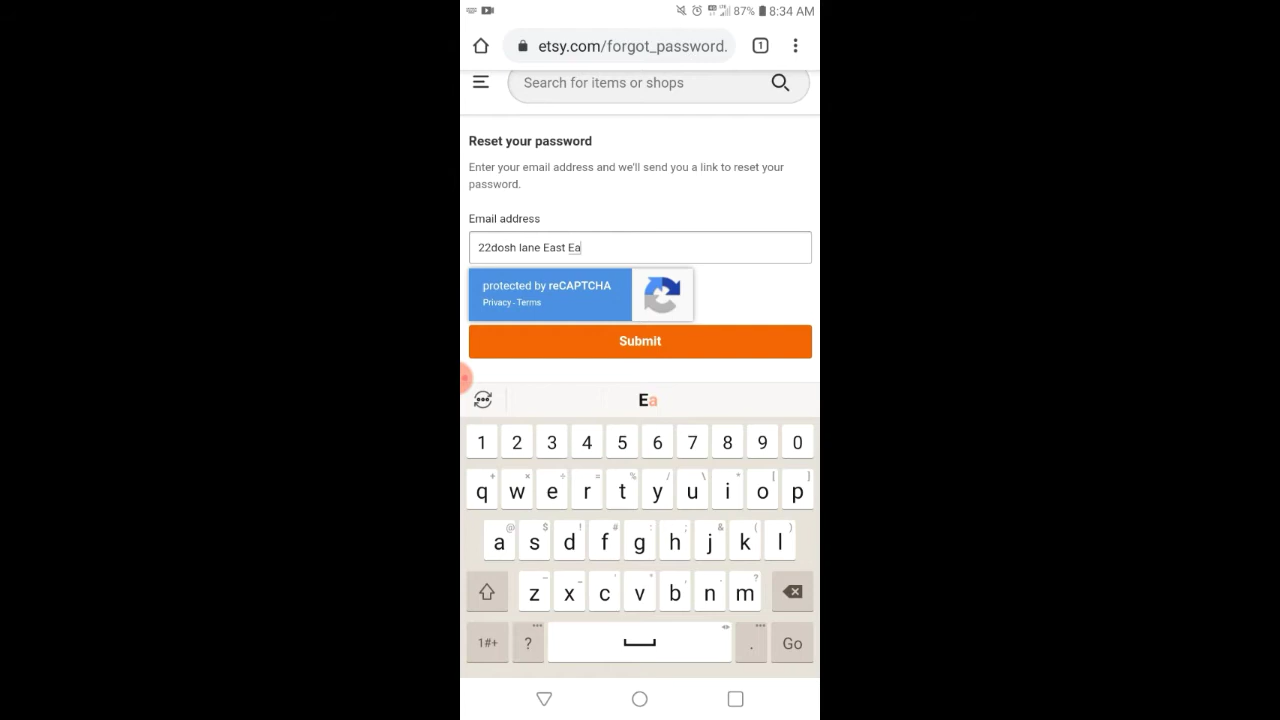 87% 8:34 AM
etsy.com/forgot_password.
1
Search for items or shops
Reset your password
Enter your email address and we'll send you a link to reset your
password.
Email address
22dosh lane East Ea
protected by reCAPTCHA
Privacy - Terms
Submit
Ea
1 2 3 4 5 6 7 8 9 0
q w e r t y u i o p
a s d f g h j k l
z x c v b n m
1#+ ? . Go